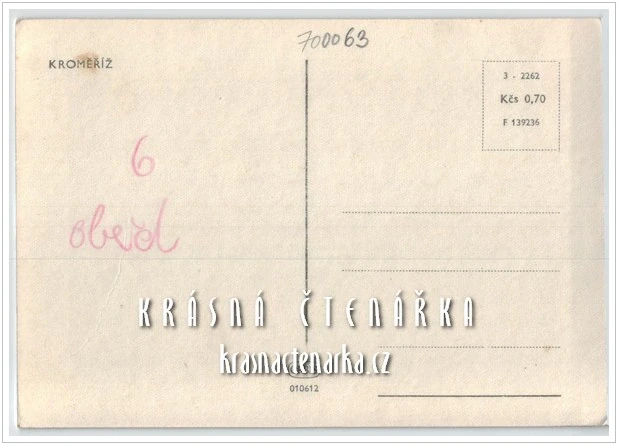 700063
KROMĚŘÍŽ
3 - 2262
Kčs 0,70
F 139236
6
oběd
KRÁSNÁ ČTENÁŘKA
krasnactenarka.cz
010612